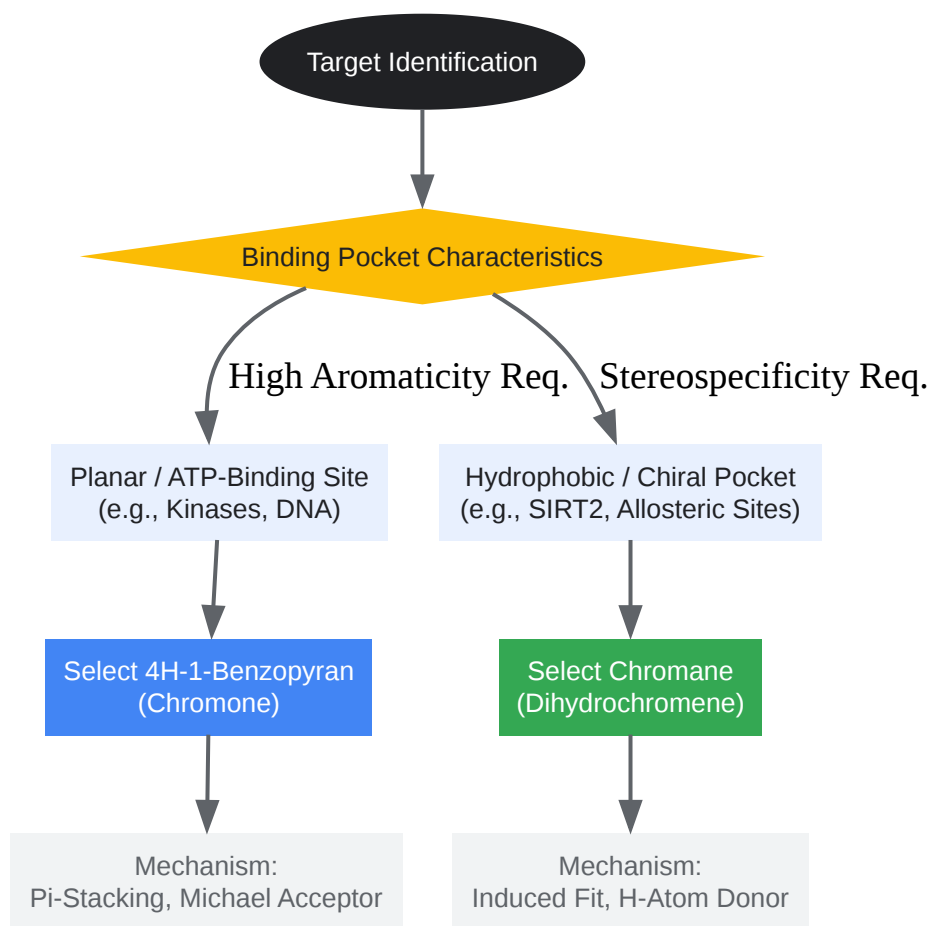 Target Identification
Binding Pocket Characteristics
High Aromaticity Req.
Stereospecificity Req.
Planar / ATP-Binding Site
(e.g., Kinases, DNA)
Hydrophobic / Chiral Pocket
(e.g., SIRT2, Allosteric Sites)
Select 4H-1-Benzopyran
(Chromone)
Select Chromane
(Dihydrochromene)
Mechanism:
Pi-Stacking, Michael Acceptor
Mechanism:
Induced Fit, H-Atom Donor